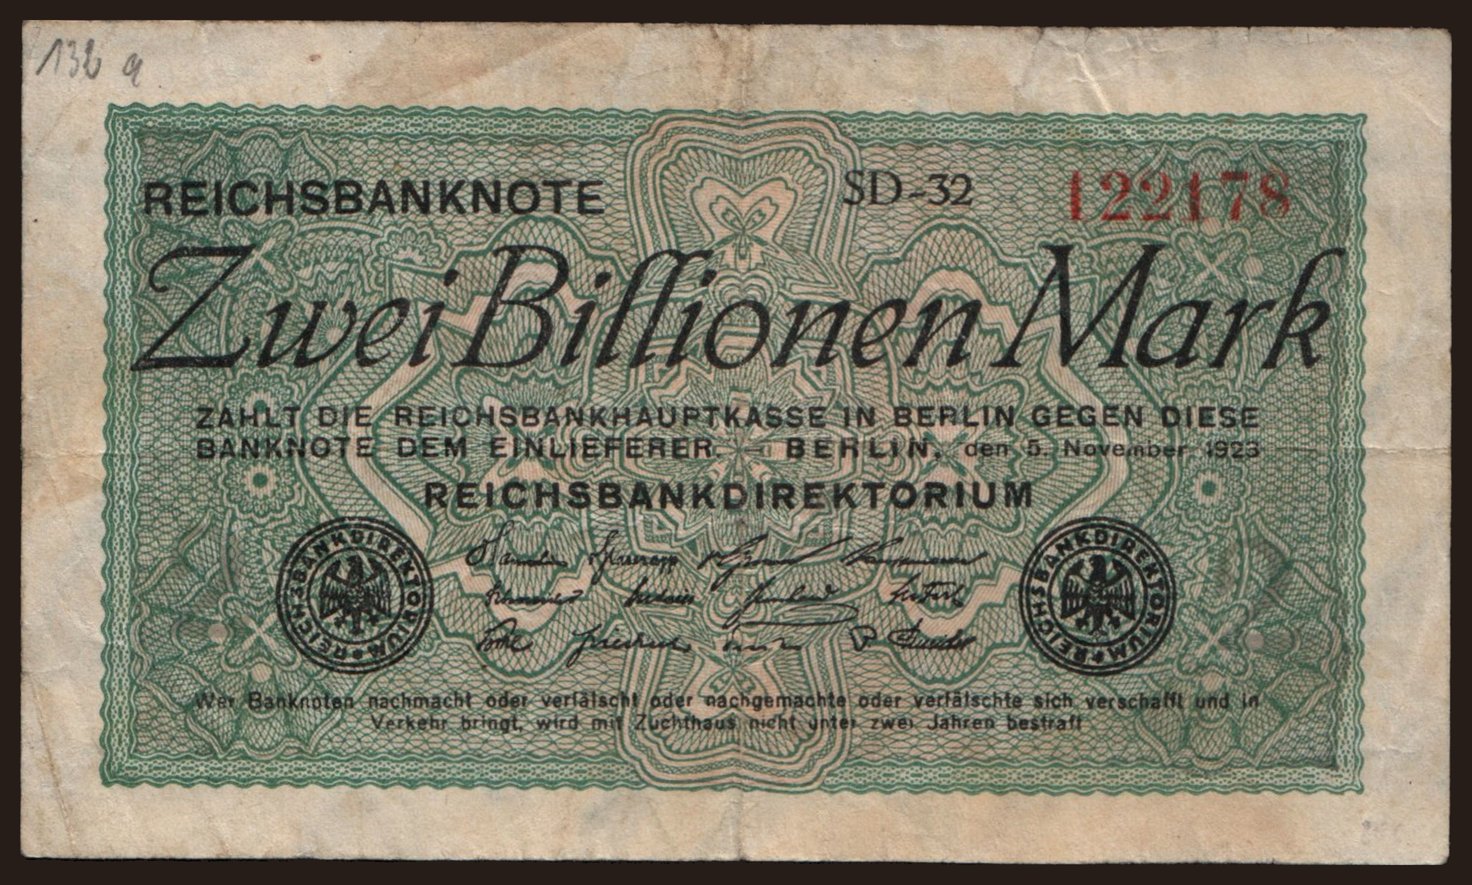 132 a
REICHSBANKNOTE SD-32 122178
Zwei Billionen Mark
ZAHLT DIE REICHSBANKHAUPTKASSE IN BERLIN GEGEN DIESE
BANKNOTE DEM EINLIEFERER. – BERLIN, den 5. November 1923
REICHSBANKDIREKTORIUM
REICHSBANKDIREKTORIUM
REICHSBANKDIREKTORIUM
Wer Banknoten nachmacht oder verfälscht oder nachgemachte oder verfälschte sich verschafft und in
Verkehr bringt, wird mit Zuchthaus nicht unter zwei Jahren bestraft